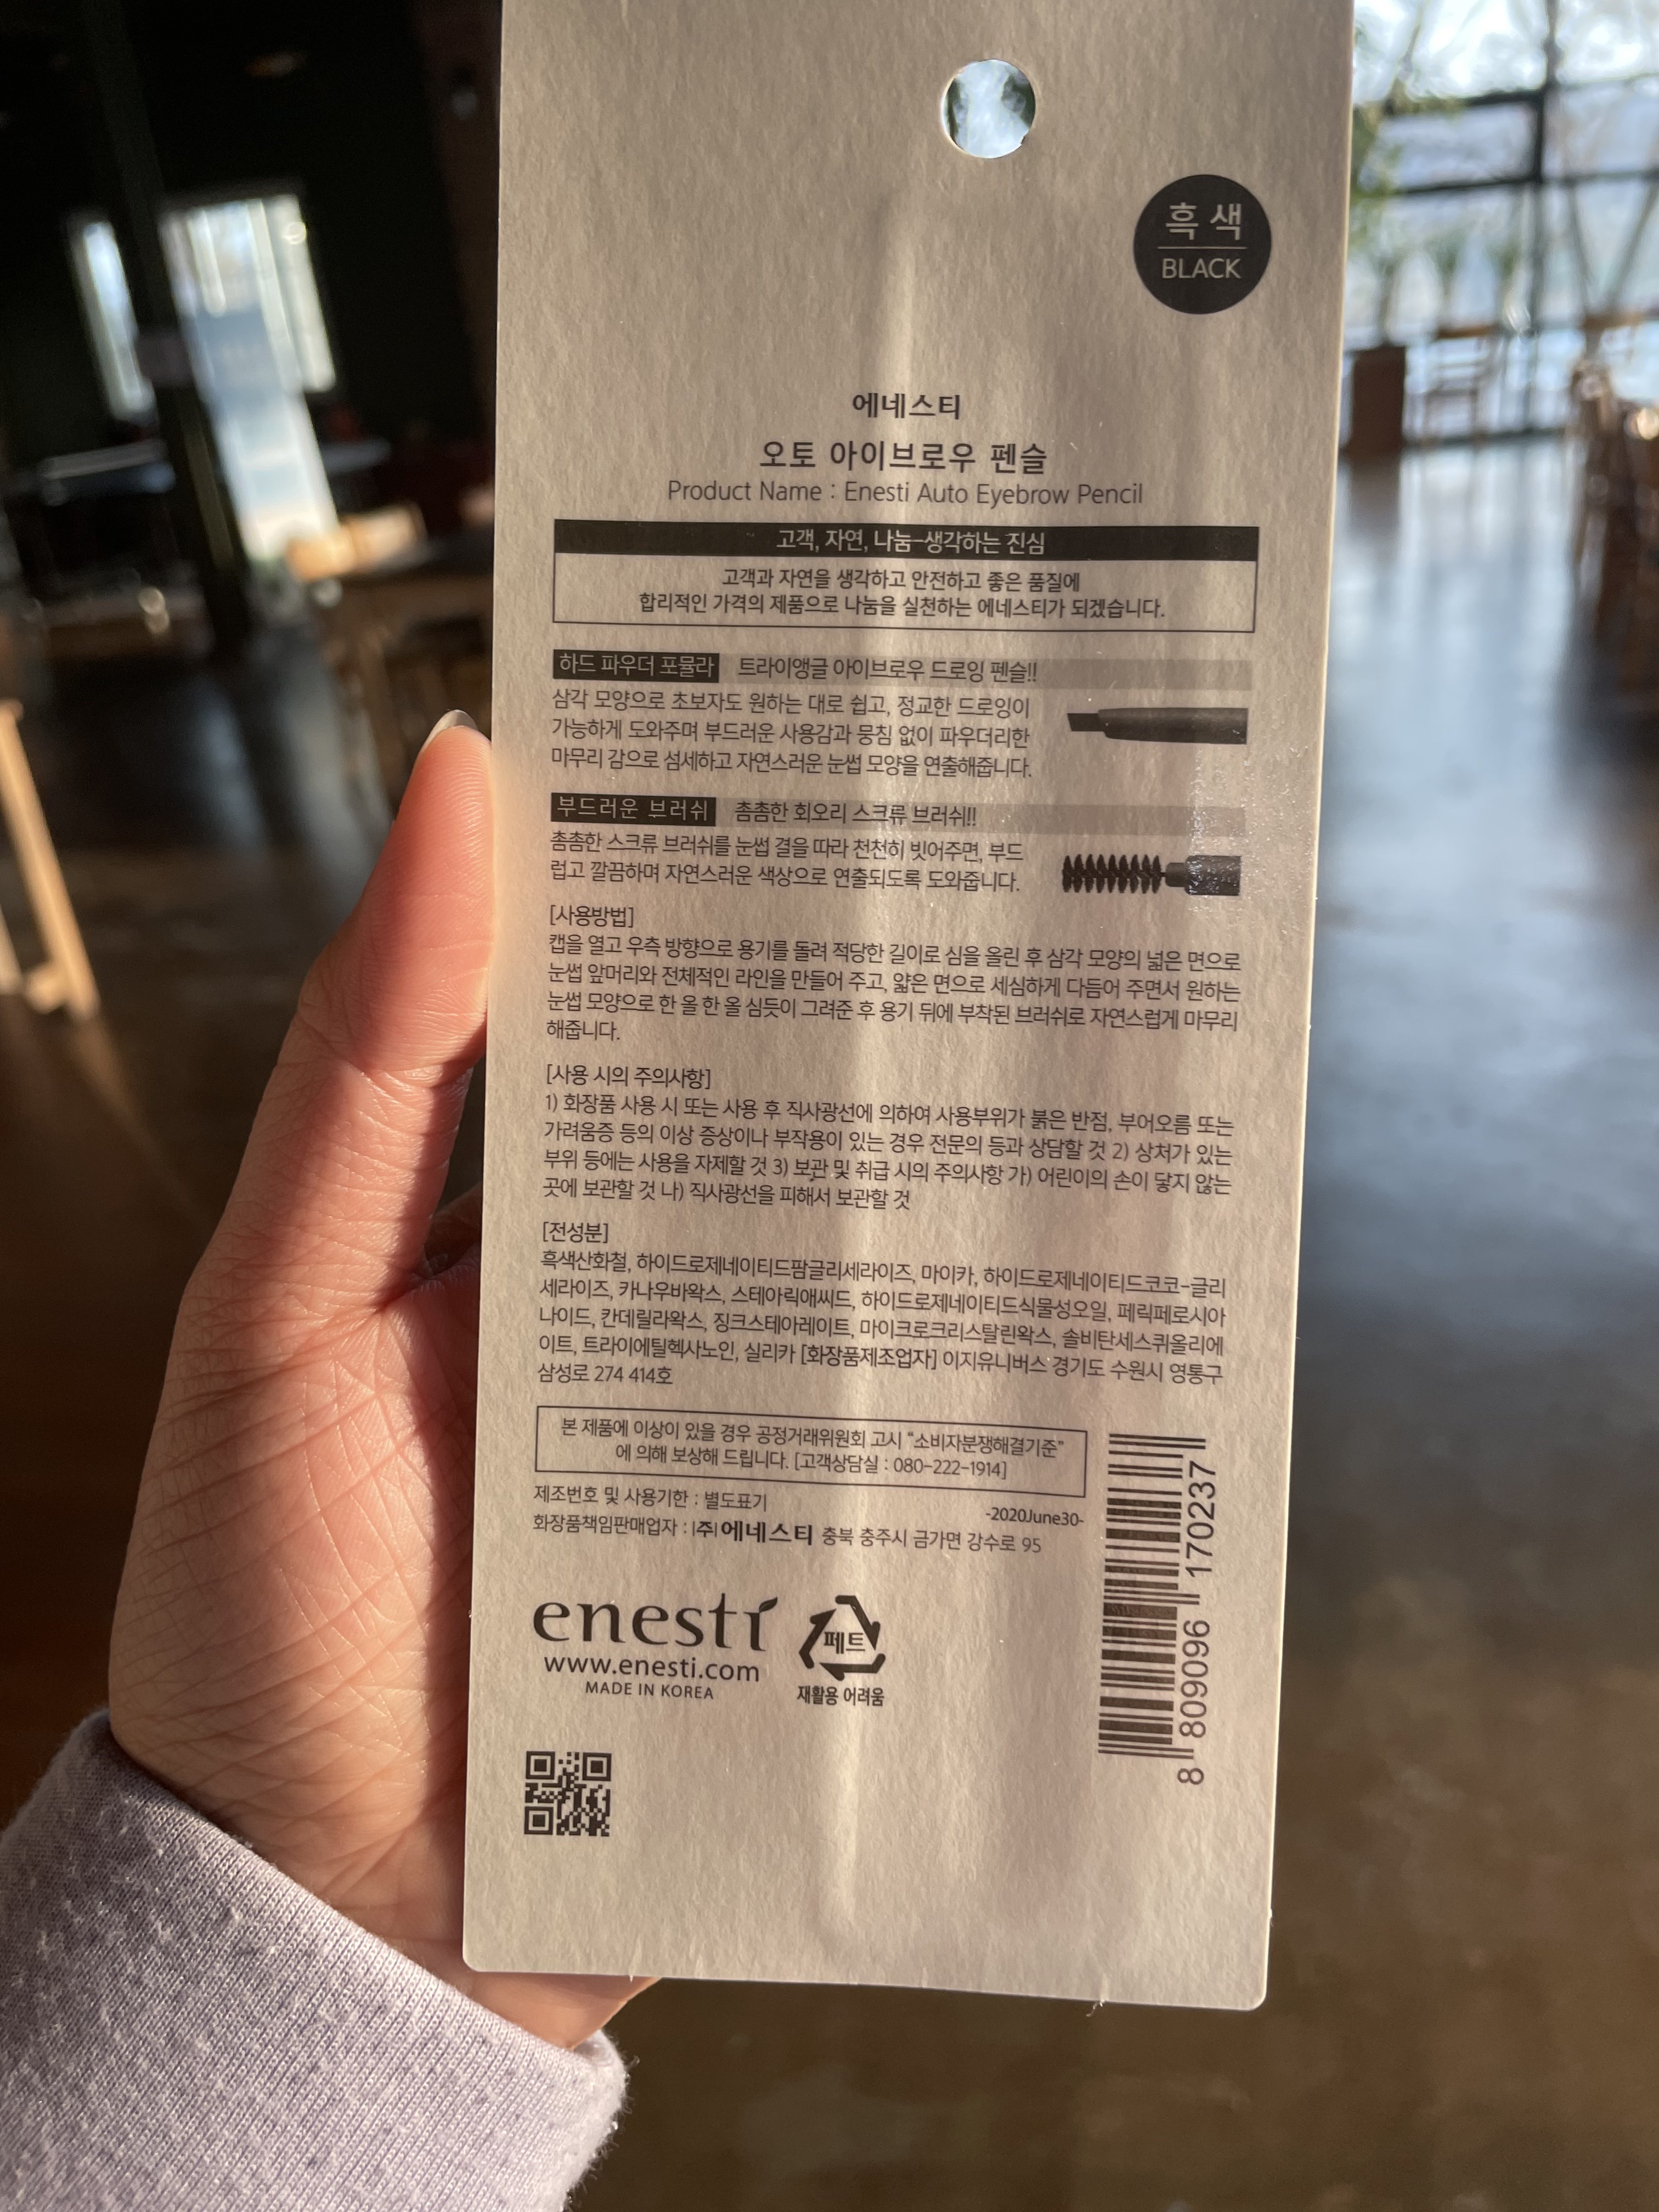 흑색
BLACK
에네스티
오토 아이브로우 펜슬
Product Name : Enesti Auto Eyebrow Pencil
고객, 자연, 나눔-생각하는 진심
고객과 자연을 생각하고 안전하고 좋은 품질에
합리적인 가격의 제품으로 나눔을 실천하는 에네스티가 되겠습니다.
하드 파우더 포뮬라 트라이앵글 아이브로우 드로잉 펜슬!!
삼각 모양으로 초보자도 원하는 대로 쉽고, 정교한 드로잉이
가능하게 도와주며 부드러운 사용감과 뭉침 없이 파우더리한
마무리 감으로 섬세하고 자연스러운 눈썹 모양을 연출해줍니다.
부드러운 브러쉬 촘촘한 회오리 스크류 브러쉬!!
촘촘한 스크류 브러쉬를 눈썹 결을 따라 천천히 빗어주면, 부드
럽고 깔끔하며 자연스러운 색상으로 연출되도록 도와줍니다.
[사용방법]
캡을 열고 우측 방향으로 용기를 돌려 적당한 길이로 심을 올린 후 삼각 모양의 넓은 면으로
눈썹 앞머리와 전체적인 라인을 만들어 주고, 얇은 면으로 세심하게 다듬어 주면서 원하는
눈썹 모양으로 한 올 한 올 심듯이 그려준 후 용기 뒤에 부착된 브러쉬로 자연스럽게 마무리
해줍니다.
[사용 시의 주의사항]
1) 화장품 사용 시 또는 사용 후 직사광선에 의하여 사용부위가 붉은 반점, 부어오름 또는
가려움증 등의 이상 증상이나 부작용이 있는 경우 전문의 등과 상담할 것 2) 상처가 있는
부위 등에는 사용을 자제할 것 3) 보관 및 취급 시의 주의사항 가) 어린이의 손이 닿지 않는
곳에 보관할 것 나) 직사광선을 피해서 보관할 것
[전성분]
흑색산화철, 하이드로제네이티드팜글리세라이즈, 마이카, 하이드로제네이티드코코-글리
세라이즈, 카나우바왁스, 스테아릭애씨드, 하이드로제네이티드식물성오일, 페릭페로시아
나이드, 칸데릴라왁스, 징크스테아레이트, 마이크로크리스탈린왁스, 솔비탄세스퀴올리에
이트, 트라이에틸헥사노인, 실리카 [화장품제조업자] 이지유니버스 경기도 수원시 영통구
삼성로 274 414호
본 제품에 이상이 있을 경우 공정거래위원회 고시 "소비자분쟁해결기준"
에 의해 보상해 드립니다. [고객상담실 : 080-222-1914]
제조번호 및 사용기한 : 별도표기
-2020June30-
화장품책임판매업자 : |주|에네스티 충북 충주시 금가면 강수로 95
enesti
www.enesti.com
MADE IN KOREA
페트
재활용 어려움
8 809096 170237